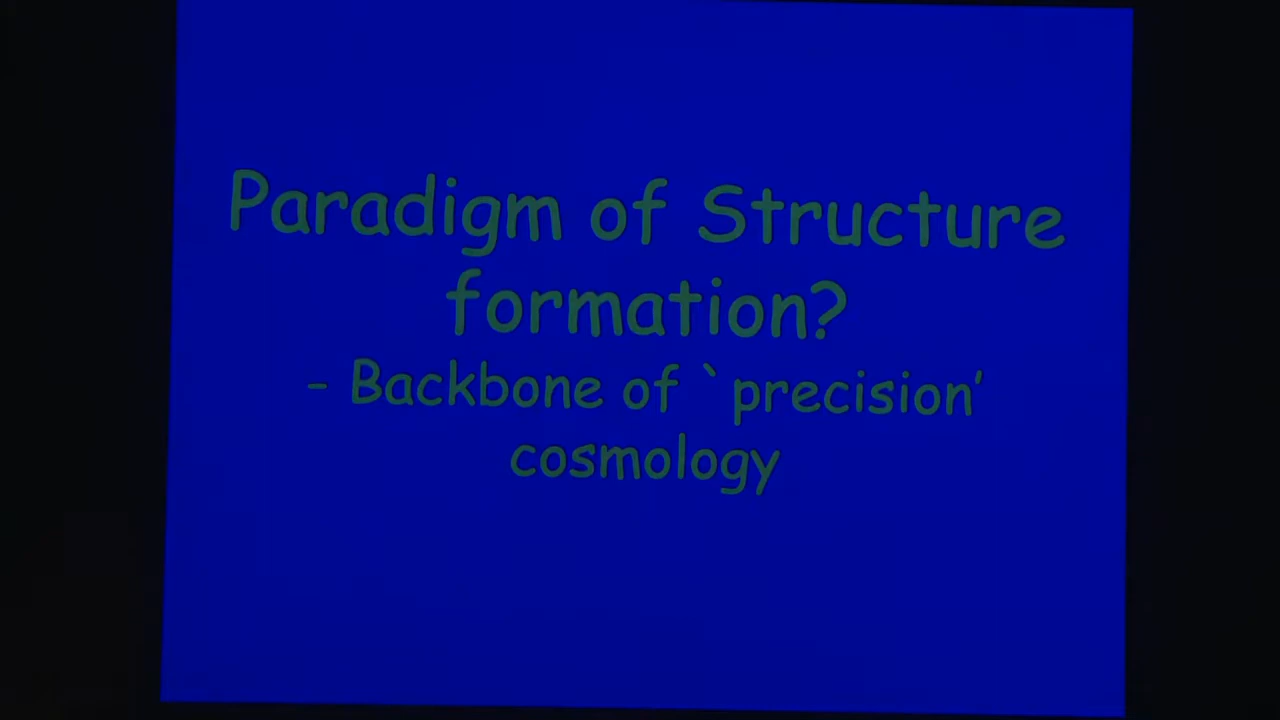 Paradigm of Structure
formation?
- Backbone of `precision’
cosmology